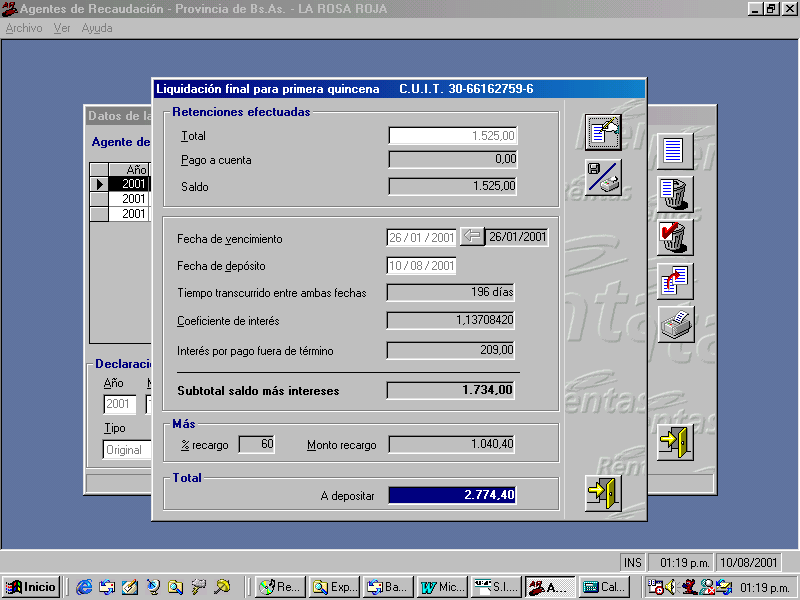 Agentes de Recaudación - Provincia de Bs.As. - LA ROSA ROJA
Archivo Ver Ayuda
Datos de la
Agente de
Año
2001
2001
2001
Declaració
Año
2001
Tipo
Original
Liquidación final para primera quincena C.U.I.T. 30-66162759-6
Retenciones efectuadas
Total 1.525,00
Pago a cuenta 0,00
Saldo 1.525,00
Fecha de vencimiento 26/01/2001 26/01/2001
Fecha de depósito 10/08/2001
Tiempo transcurrido entre ambas fechas 196 días
Coeficiente de interés 1,13708420
Interés por pago fuera de término 209,00
Subtotal saldo más intereses 1.734,00
Más
% recargo 60 Monto recargo 1.040,40
Total
A depositar 2.774,40
Rentas
Rentas
Rentas
INS 01:19 p.m. 10/08/2001
Inicio Re... Exp... Ba... Mic... S.I.... A... Cal... 01:19 p.m.